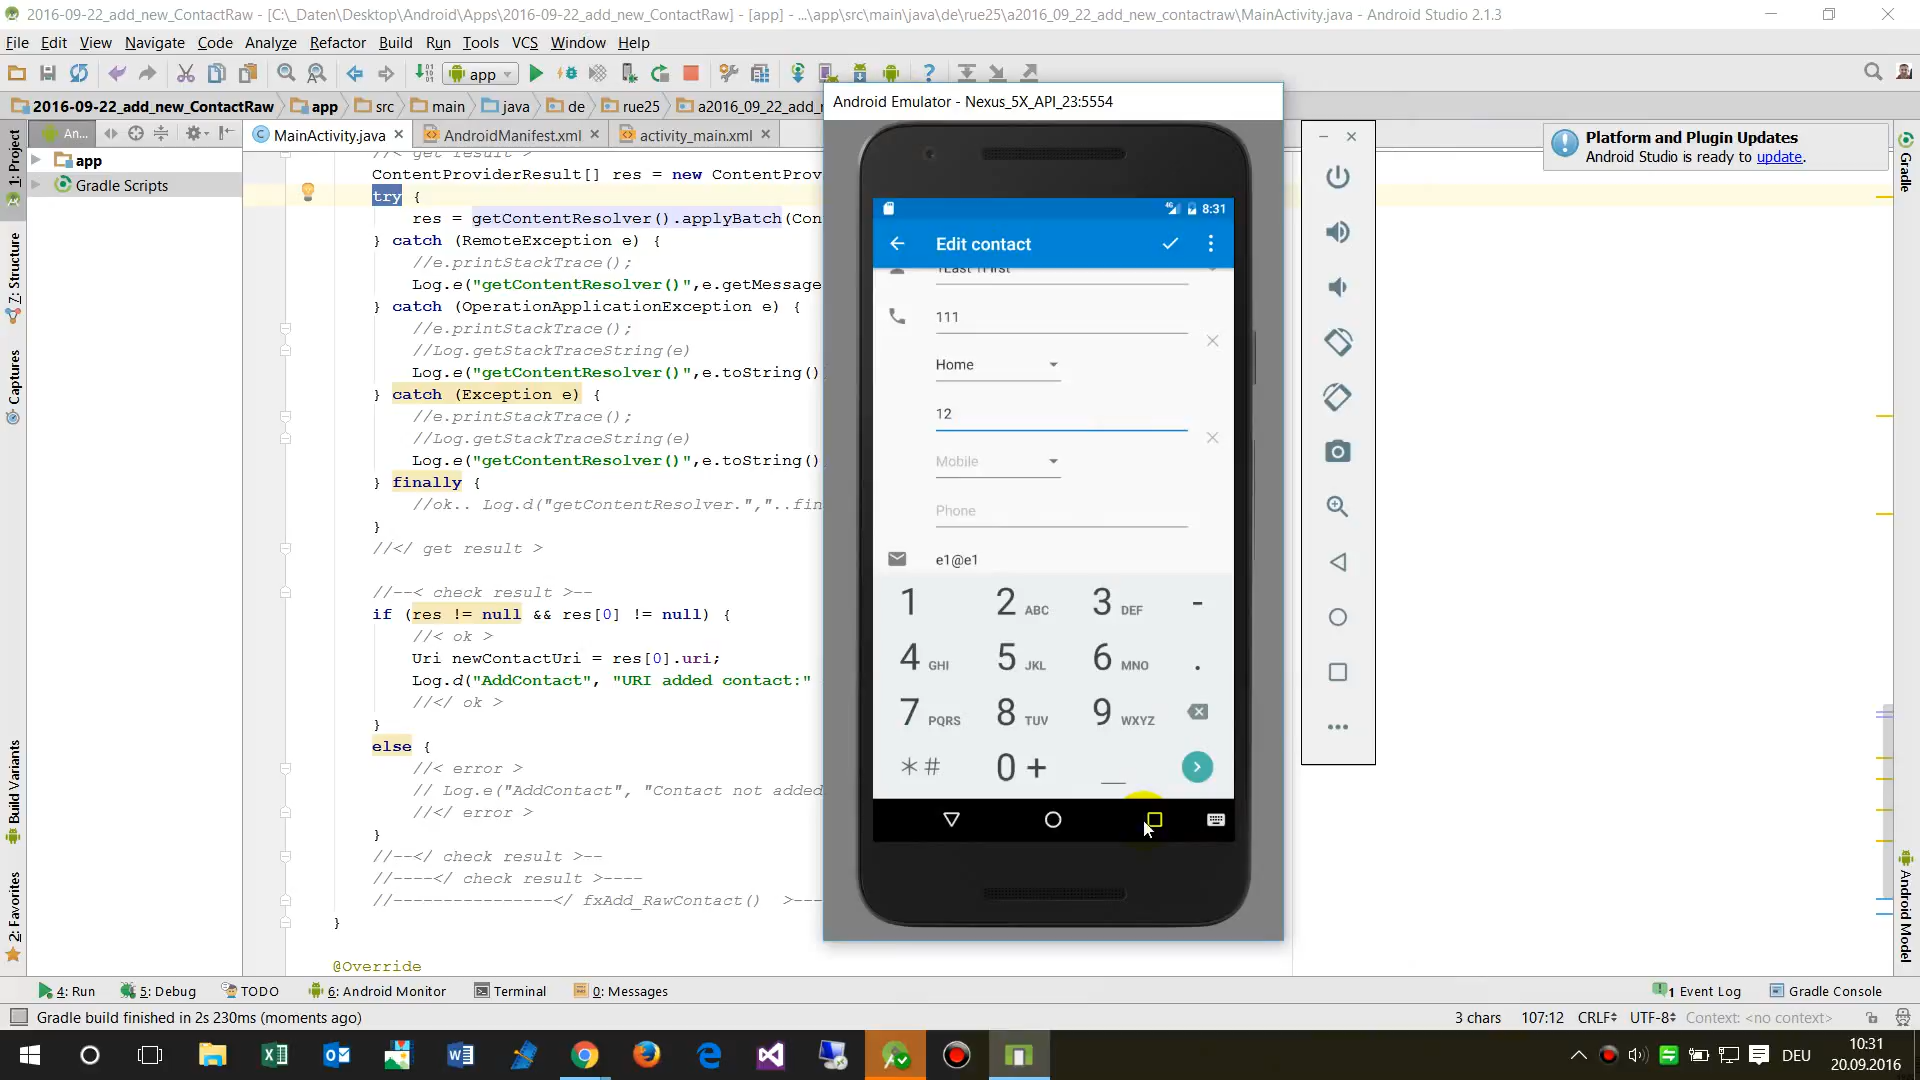 2016-09-22_add_new_ContactRaw - [C:\_Daten\Desktop\Android\Apps\2016-09-22_add_new_ContactRaw] - [app] - ...\app\src\main\java\de\rue25\a2016_09_22_add_new_contactraw\MainActivity.java - Android Studio 2.1.3
File Edit View Navigate Code Analyze Refactor Build Run Tools VCS Window Help
app
2016-09-22_add_new_ContactRaw app src main java de rue25 a2016_09_22_add_
An...
MainActivity.java
AndroidManifest.xml
activity_main.xml
1: Project
7: Structure
Captures
Build Variants
2: Favorites
app
Gradle Scripts
//< get result >
ContentProviderResult[] res = new ContentProv
try {
res = getContentResolver().applyBatch(Con
} catch (RemoteException e) {
//e.printStackTrace();
Log.e("getContentResolver()",e.getMessage
} catch (OperationApplicationException e) {
//e.printStackTrace();
//Log.getStackTraceString(e)
Log.e("getContentResolver()",e.toString()
} catch (Exception e) {
//e.printStackTrace();
//Log.getStackTraceString(e)
Log.e("getContentResolver()",e.toString()
} finally {
//ok.. Log.d("getContentResolver.","..fin
}
//</ get result >
//--< check result >--
if (res != null && res[0] != null) {
//< ok >
Uri newContactUri = res[0].uri;
Log.d("AddContact", "URI added contact:"
//</ ok >
}
else {
//< error >
// Log.e("AddContact", "Contact not added
//</ error >
}
//--</ check result >--
//----</ check result >----
//----------------</ fxAdd_RawContact() >---
}
@Override
Android Emulator - Nexus_5X_API_23:5554
8:31
Edit contact
1Last 1First
111
Home
12
Mobile
Phone
e1@e1
1 2 ABC 3 DEF -
4 GHI 5 JKL 6 MNO .
7 PQRS 8 TUV 9 WXYZ
*# 0 + _
Platform and Plugin Updates
Android Studio is ready to update.
Gradle
Android Model
4: Run 5: Debug TODO 6: Android Monitor Terminal 0: Messages
1 Event Log Gradle Console
Gradle build finished in 2s 230ms (moments ago)
3 chars 107:12 CRLF UTF-8 Context: <no context>
DEU
10:31
20.09.2016